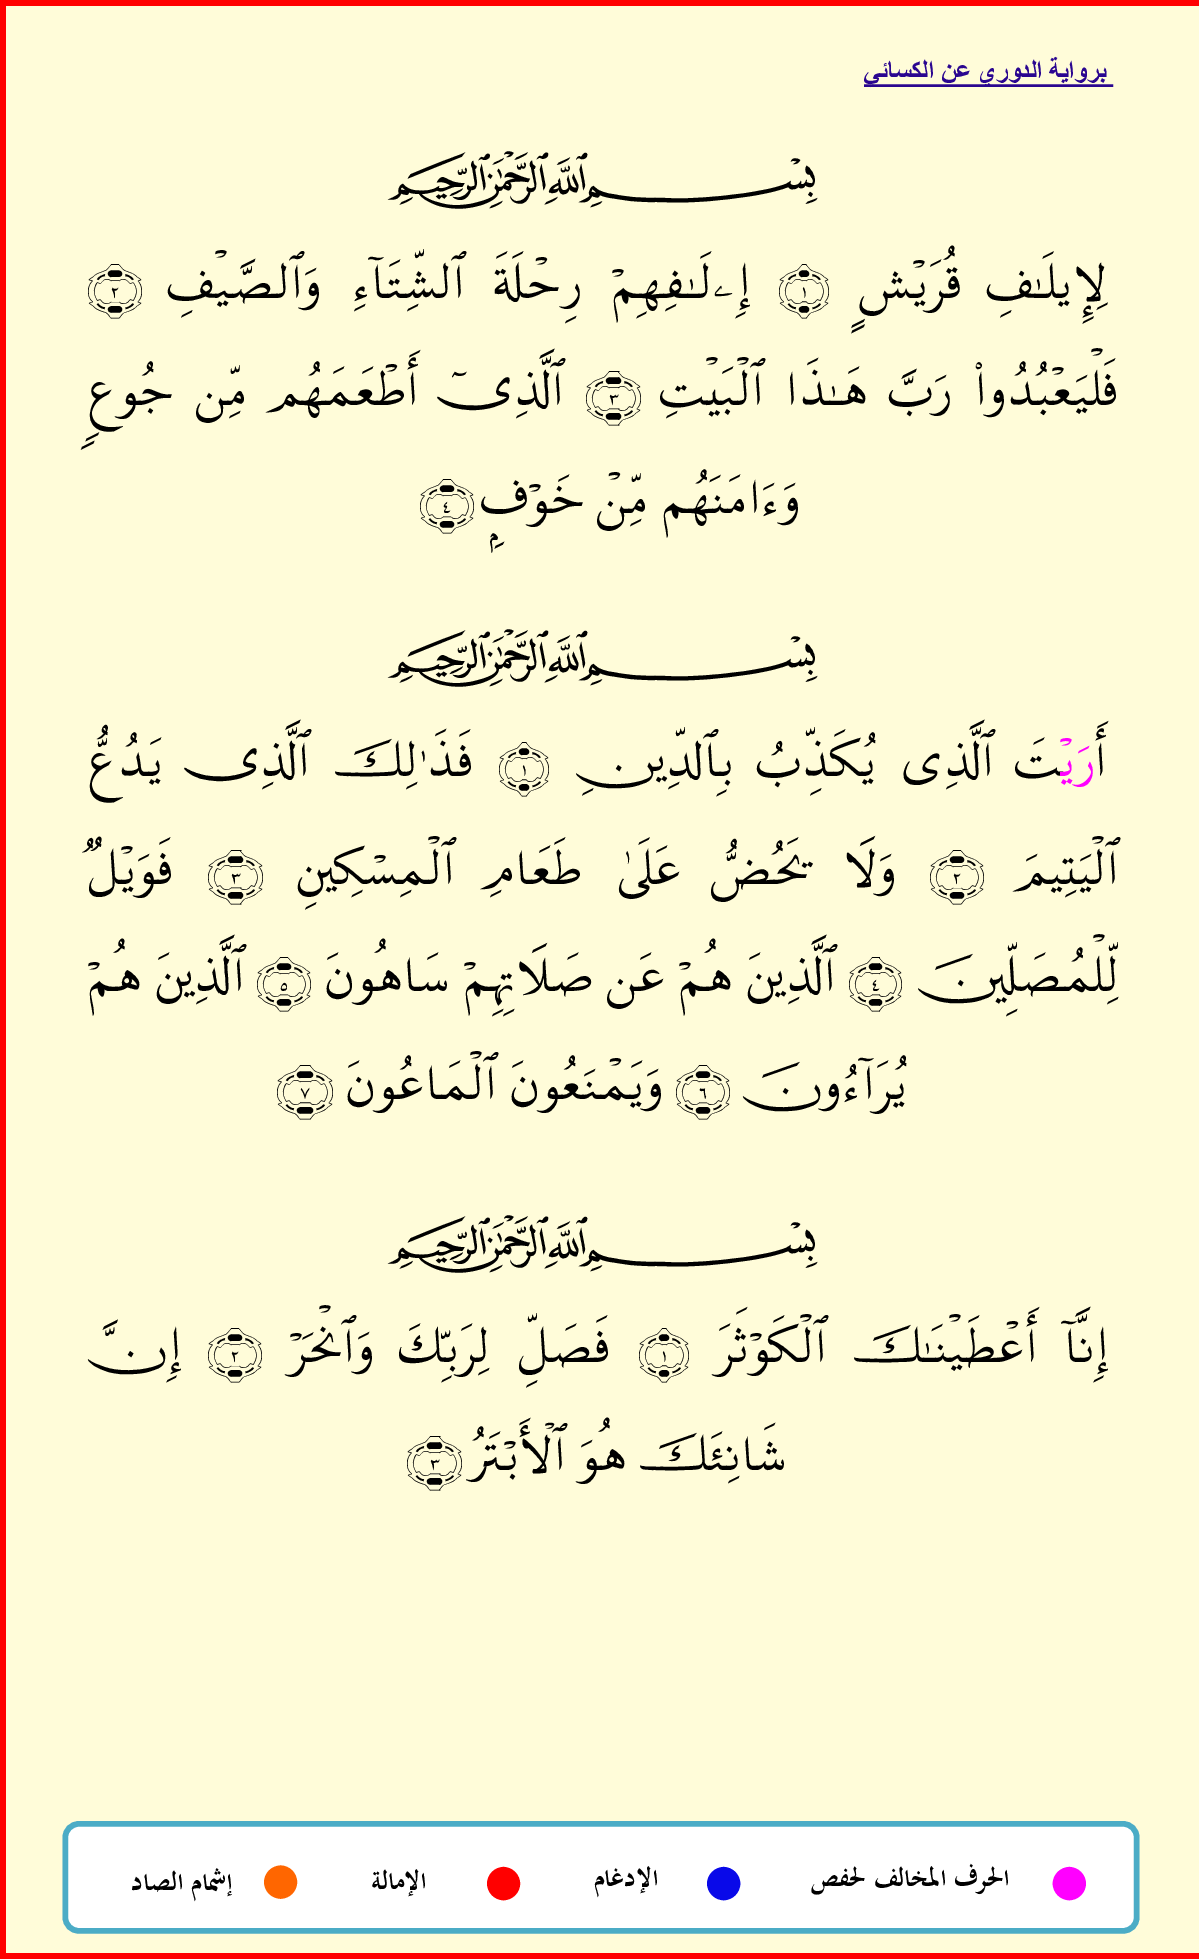 برواية الدوري عن الكسائي
بِسْمِ ٱللَّهِ ٱلرَّحْمَٰنِ ٱلرَّحِيمِ
لِإِيلَـٰفِ قُرَيْشٍ ١ إِۦلَـٰفِهِمْ رِحْلَةَ ٱلشِّتَآءِ وَٱلصَّيْفِ ٢
فَلْيَعْبُدُوا۟ رَبَّ هَـٰذَا ٱلْبَيْتِ ٣ ٱلَّذِىٓ أَطْعَمَهُم مِّن جُوعٍ
وَءَامَنَهُم مِّنْ خَوْفٍۭ ٤
بِسْمِ ٱللَّهِ ٱلرَّحْمَٰنِ ٱلرَّحِيمِ
أَرَيْتَ ٱلَّذِى يُكَذِّبُ بِٱلدِّينِ ١ فَذَٰلِكَ ٱلَّذِى يَدُعُّ
ٱلْيَتِيمَ ٢ وَلَا يَحُضُّ عَلَىٰ طَعَامِ ٱلْمِسْكِينِ ٣ فَوَيْلٌ
لِّلْمُصَلِّينَ ٤ ٱلَّذِينَ هُمْ عَن صَلَاتِهِمْ سَاهُونَ ٥ ٱلَّذِينَ هُمْ
يُرَآءُونَ ٦ وَيَمْنَعُونَ ٱلْمَاعُونَ ٧
بِسْمِ ٱللَّهِ ٱلرَّحْمَٰنِ ٱلرَّحِيمِ
إِنَّآ أَعْطَيْنَـٰكَ ٱلْكَوْثَرَ ١ فَصَلِّ لِرَبِّكَ وَٱنْحَرْ ٢ إِنَّ
شَانِئَكَ هُوَ ٱلْأَبْتَرُ ٣
الحرف المخالف لحفص الإدغام الإمالة إشمام الصاد